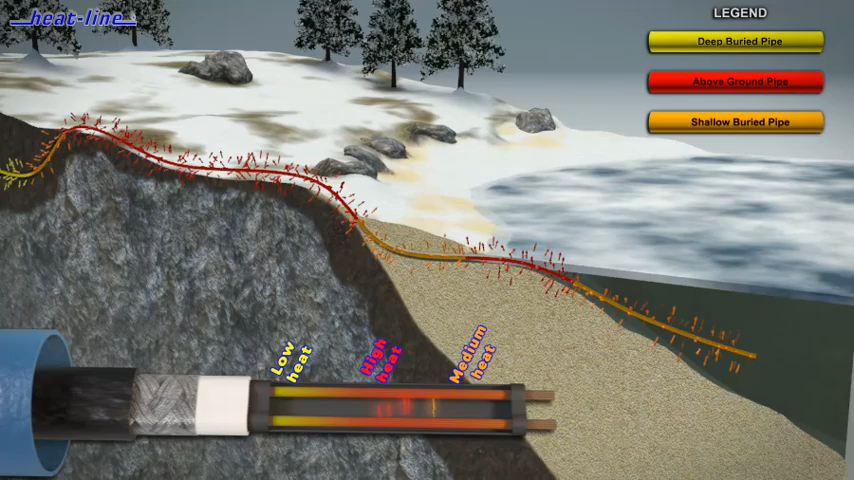 heat-line
LEGEND
Deep Buried Pipe
Above Ground Pipe
Shallow Buried Pipe
Low
heat
High
heat
Medium
heat